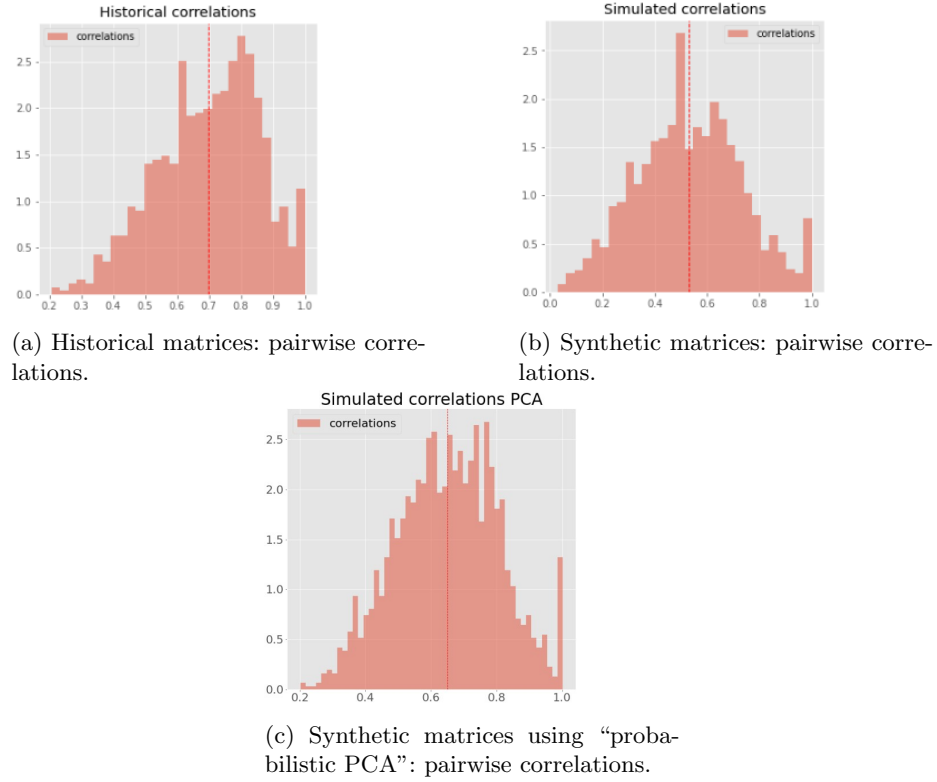 Historical correlations
correlations
2.5
2.0
1.5
1.0
0.5
0.0
0.2 0.3 0.4 0.5 0.6 0.7 0.8 0.9 1.0
(a) Historical matrices: pairwise corre-
lations.
Simulated correlations
correlations
2.5
2.0
1.5
1.0
0.5
0.0
0.0 0.2 0.4 0.6 0.8 1.0
(b) Synthetic matrices: pairwise corre-
lations.
Simulated correlations PCA
correlations
2.5
2.0
1.5
1.0
0.5
0.0
0.2 0.4 0.6 0.8 1.0
(c) Synthetic matrices using “proba-
bilistic PCA”: pairwise correlations.